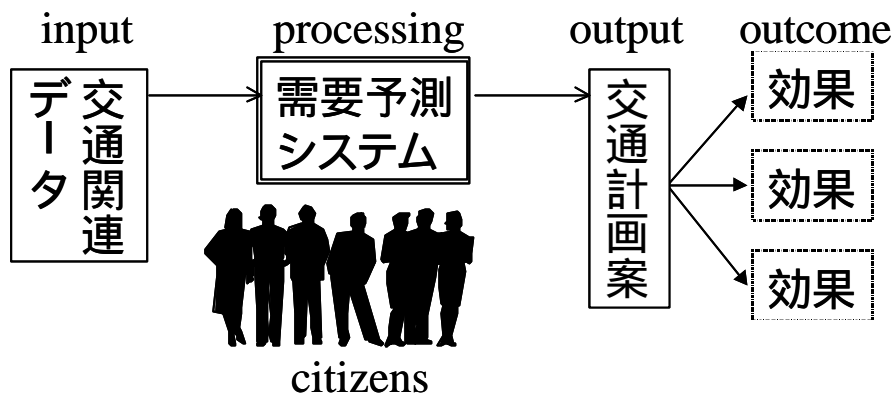 input
processing
output
outcome
交通関連
データ
需要予測
システム
交通計画案
効果
効果
効果
citizens